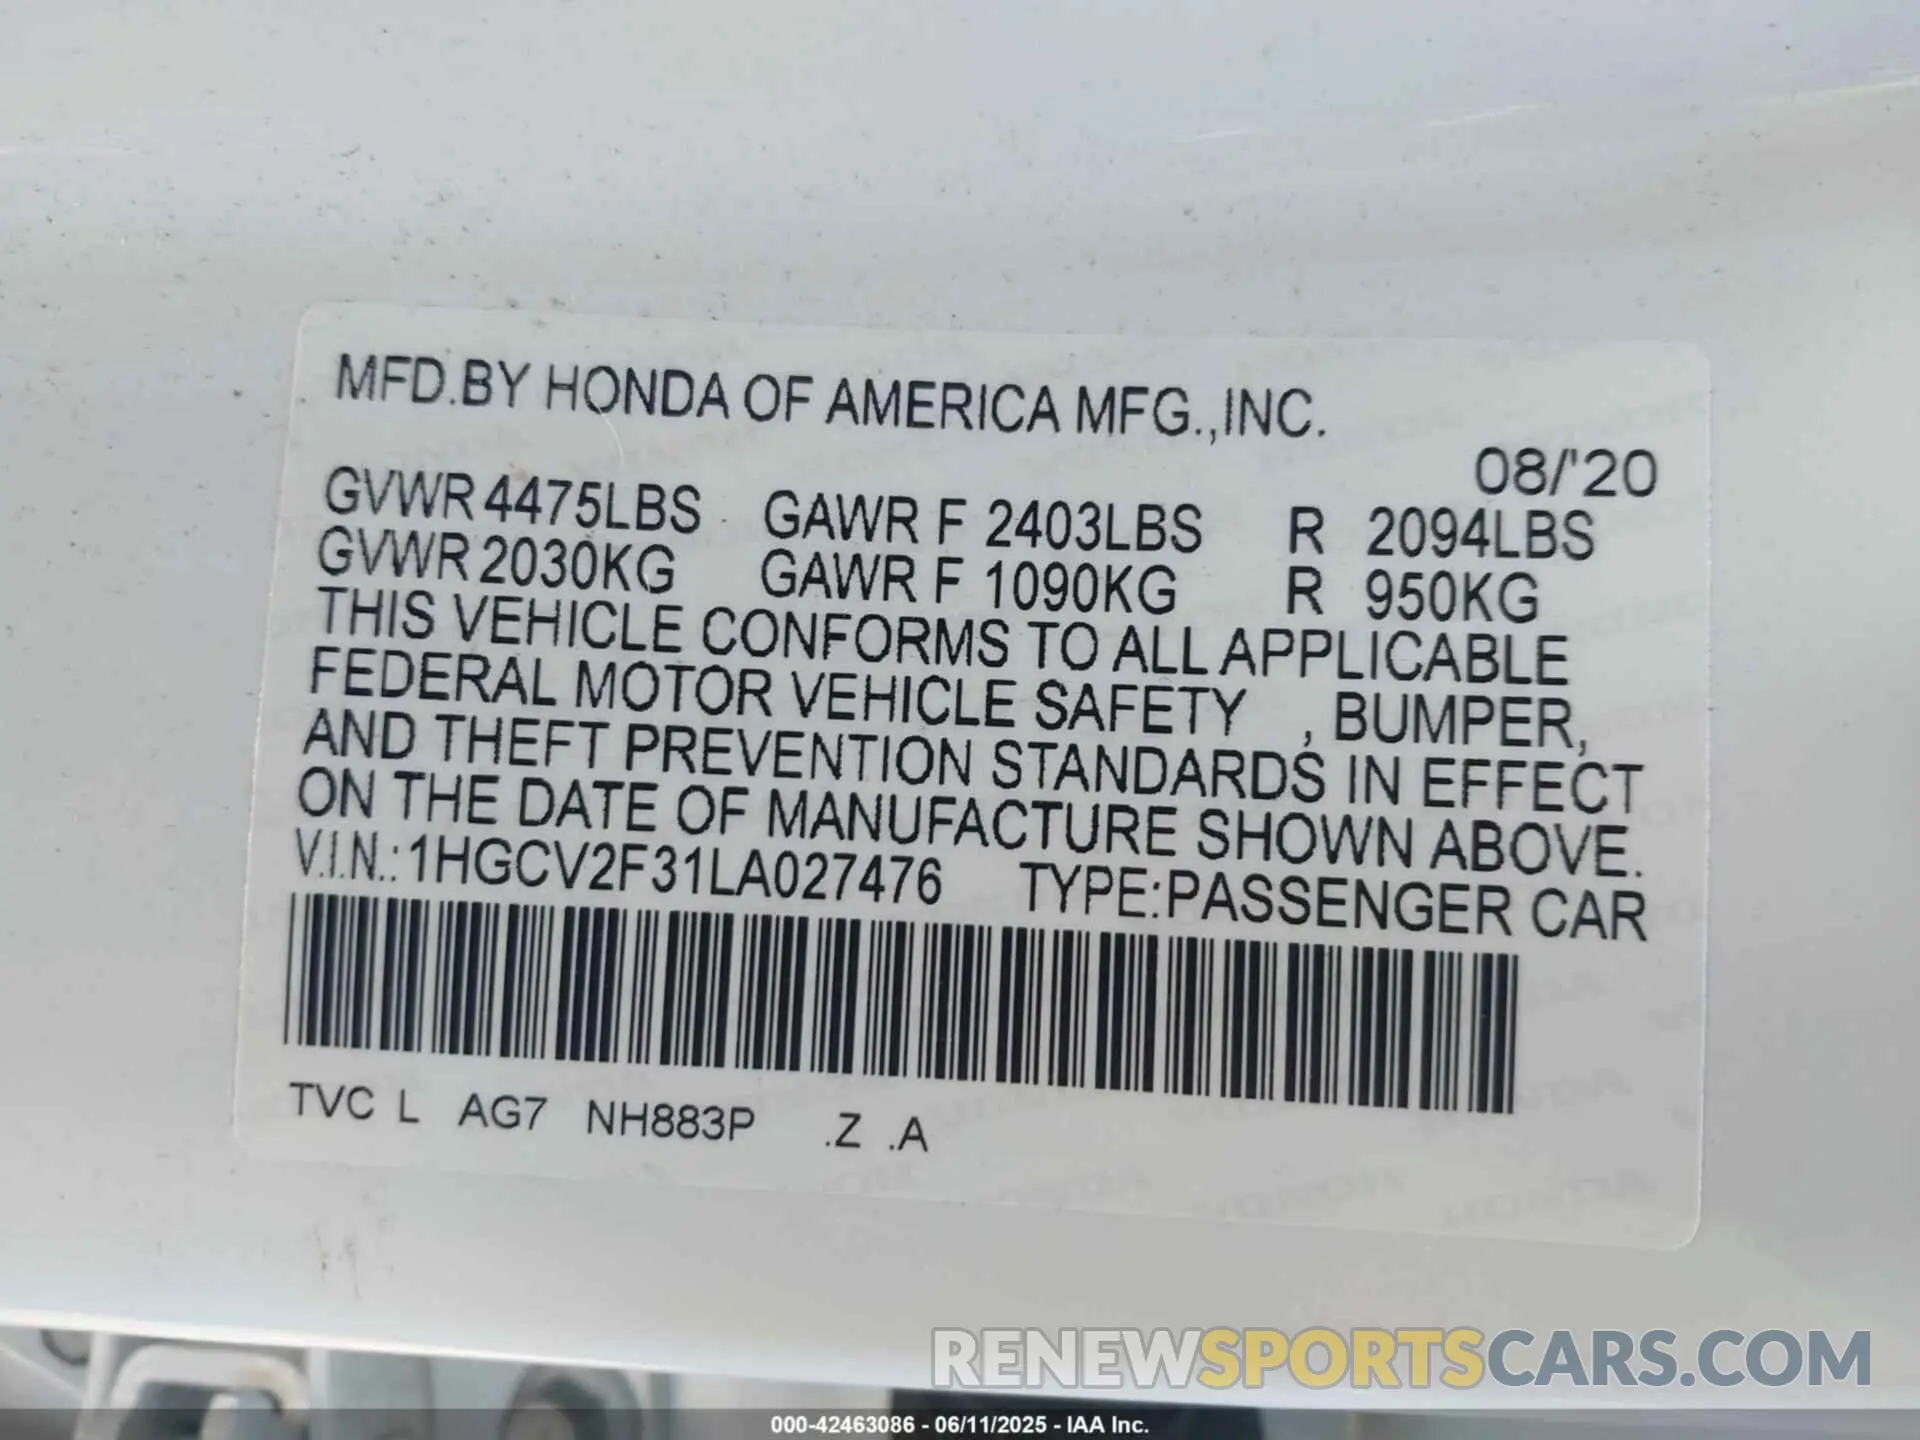 MFD.BY HONDA OF AMERICA MFG.,INC.
08/'20
GVWR 4475LBS GAWR F 2403LBS R 2094LBS
GVWR 2030KG GAWR F 1090KG R 950KG
THIS VEHICLE CONFORMS TO ALL APPLICABLE
FEDERAL MOTOR VEHICLE SAFETY , BUMPER,
AND THEFT PREVENTION STANDARDS IN EFFECT
ON THE DATE OF MANUFACTURE SHOWN ABOVE.
V.I.N.: 1HGCV2F31LA027476 TYPE:PASSENGER CAR
TVC L AG7 NH883P .Z .A
RENEWSPORTSCARS.COM
000-42463086 - 06/11/2025 - IAA Inc.